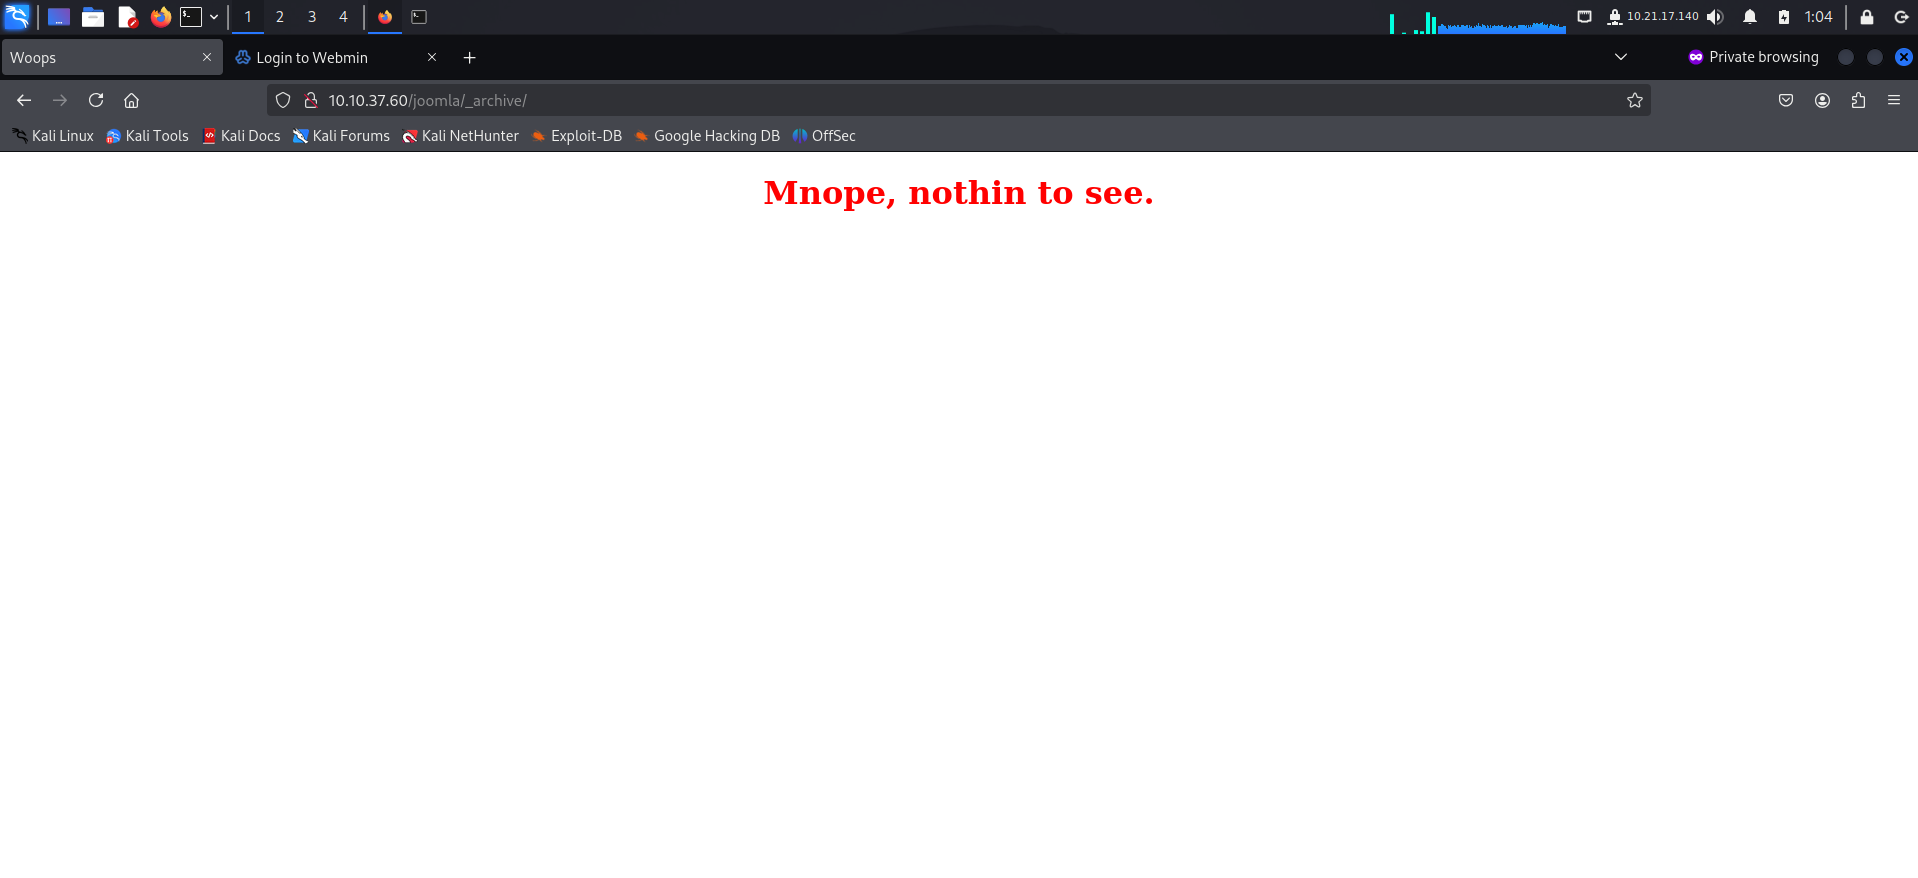 1 2 3 4 10.21.17.140 1:04
Woops Login to Webmin Private browsing
10.10.37.60/joomla/_archive/
Kali Linux Kali Tools Kali Docs Kali Forums Kali NetHunter Exploit-DB Google Hacking DB OffSec
Mnope, nothin to see.